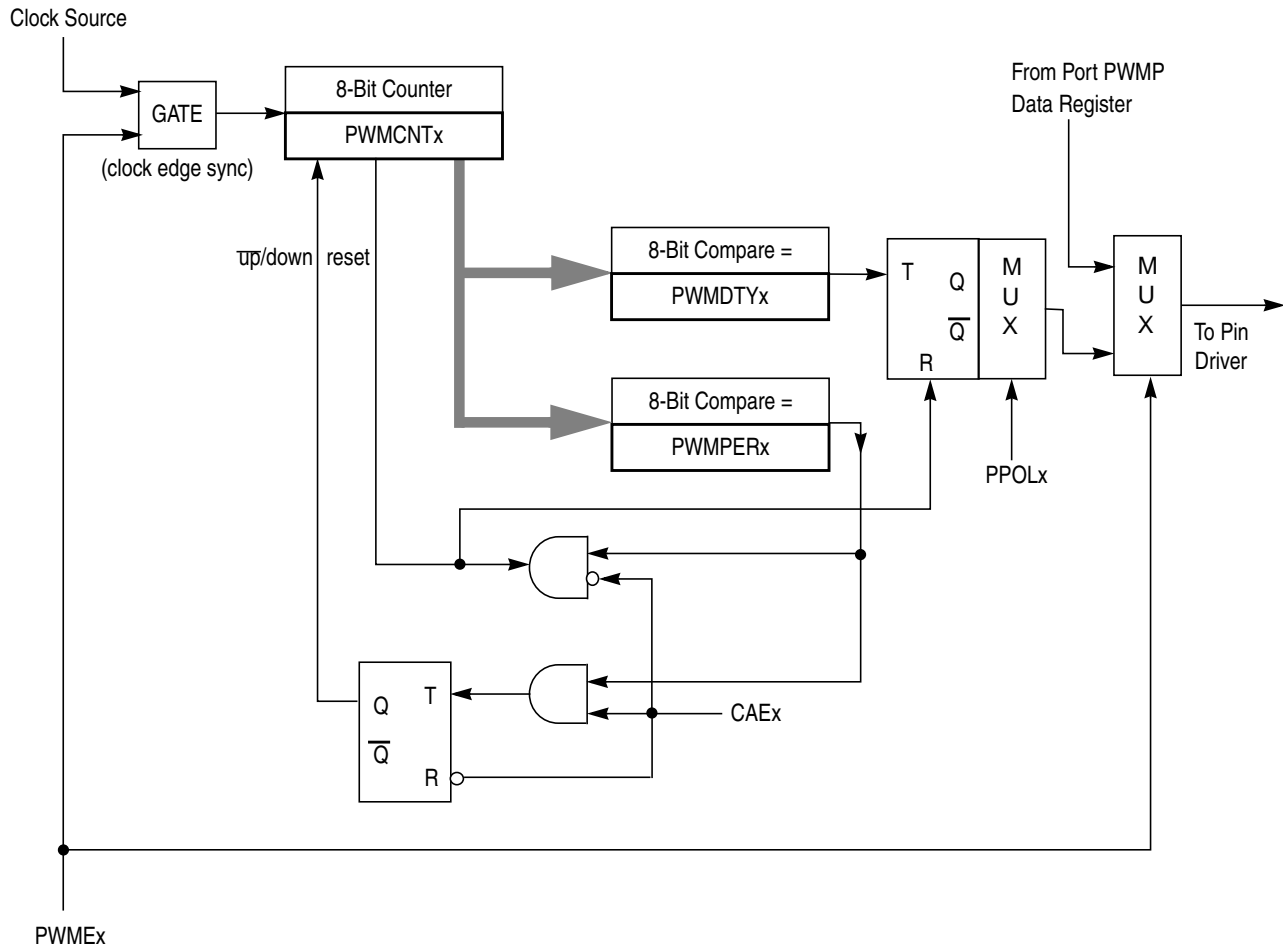 Clock Source
GATE
(clock edge sync)
8-Bit Counter
PWMCNTx
From Port PWMP
Data Register
u̅p̅/down
reset
8-Bit Compare =
PWMDTYx
T
Q
Q̅
R
M
U
X
M
U
X
To Pin
Driver
8-Bit Compare =
PWMPERx
PPOLx
Q
T
Q̅
R
CAEx
PWMEx